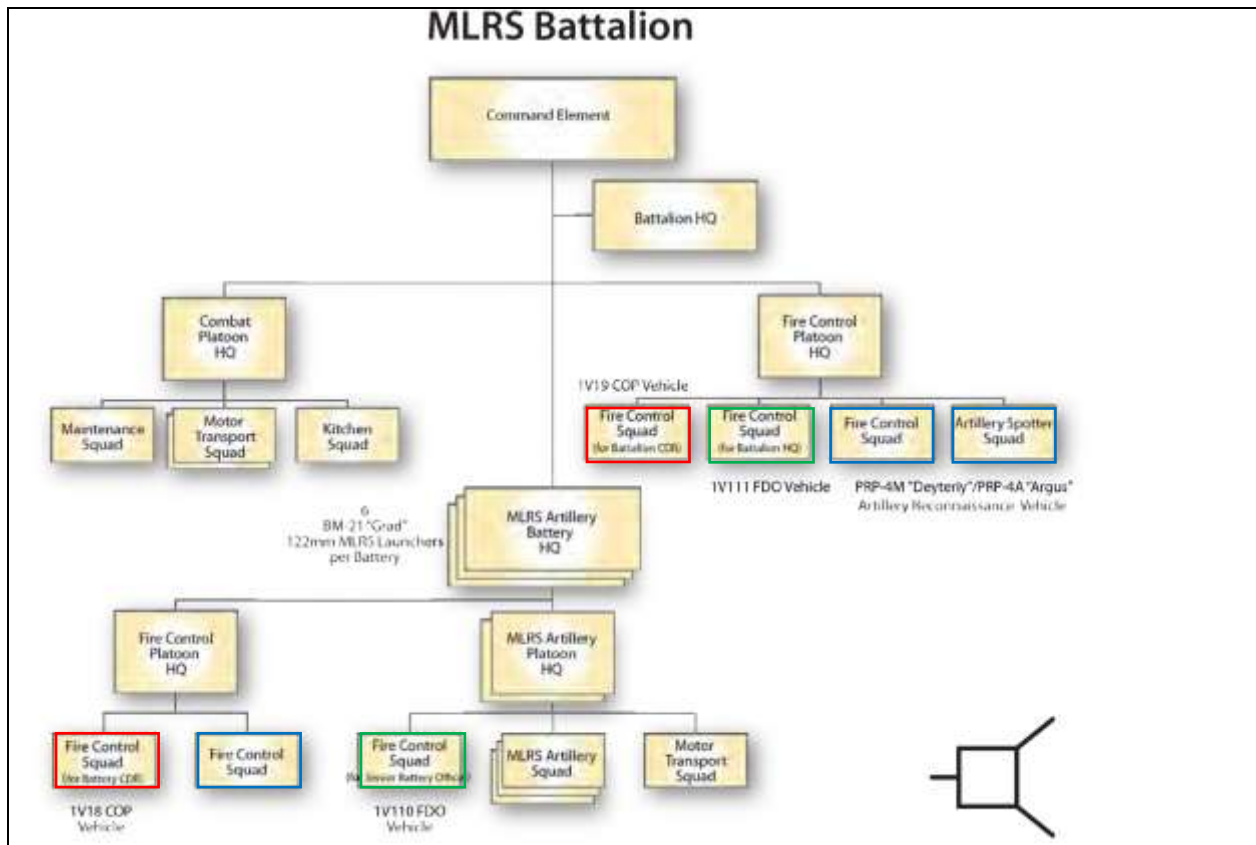 MLRS Battalion
Command Element
Battalion HQ
Combat
Platoon
HQ
Fire Control
Platoon
HQ
1V19 COP Vehicle
Maintenance
Squad
Motor
Transport
Squad
Kitchen
Squad
Fire Control
Squad
(for Battalion CDR)
Fire Control
Squad
(for Battalion HQ)
Fire Control
Squad
Artillery Spotter
Squad
1V111 FDO Vehicle
PRP-4M "Deyterly"/PRP-4A "Argus"
Artillery Reconnaissance Vehicle
6
BM-21 "Grad"
122mm MLRS Launchers
per Battery
MLRS Artillery
Battery
HQ
Fire Control
Platoon
HQ
MLRS Artillery
Platoon
HQ
Fire Control
Squad
(for Battery CDR)
Fire Control
Squad
Fire Control
Squad
(for Senior Battery Officer)
MLRS Artillery
Squad
Motor
Transport
Squad
1V18 COP
Vehicle
1V110 FDO
Vehicle